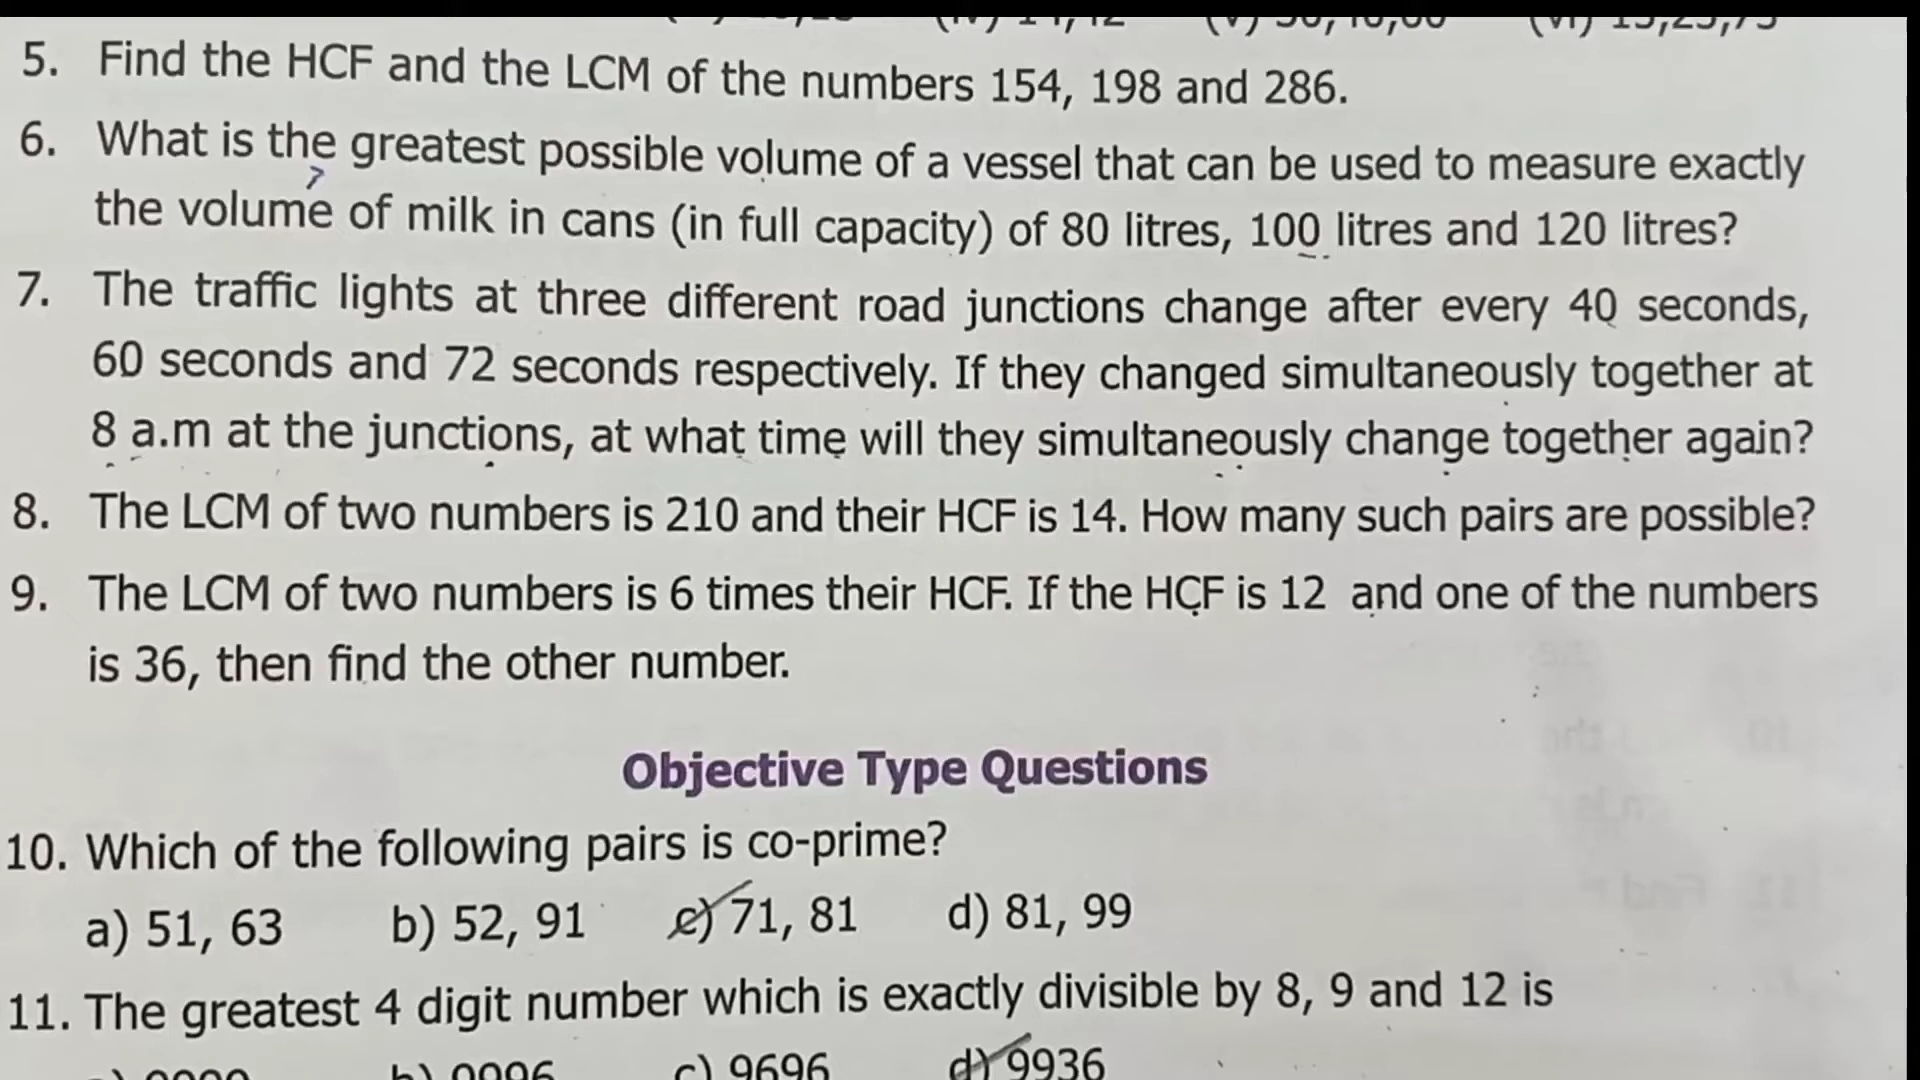 5. Find the HCF and the LCM of the numbers 154, 198 and 286.
6. What is the greatest possible volume of a vessel that can be used to measure exactly
the volume of milk in cans (in full capacity) of 80 litres, 100 litres and 120 litres?
7. The traffic lights at three different road junctions change after every 40 seconds,
60 seconds and 72 seconds respectively. If they changed simultaneously together at
8 a.m at the junctions, at what time will they simultaneously change together again?
8. The LCM of two numbers is 210 and their HCF is 14. How many such pairs are possible?
9. The LCM of two numbers is 6 times their HCF. If the HCF is 12 and one of the numbers
is 36, then find the other number.
Objective Type Questions
10. Which of the following pairs is co-prime?
a) 51, 63 b) 52, 91 c) 71, 81 d) 81, 99
11. The greatest 4 digit number which is exactly divisible by 8, 9 and 12 is
c) 9696 d) 9936